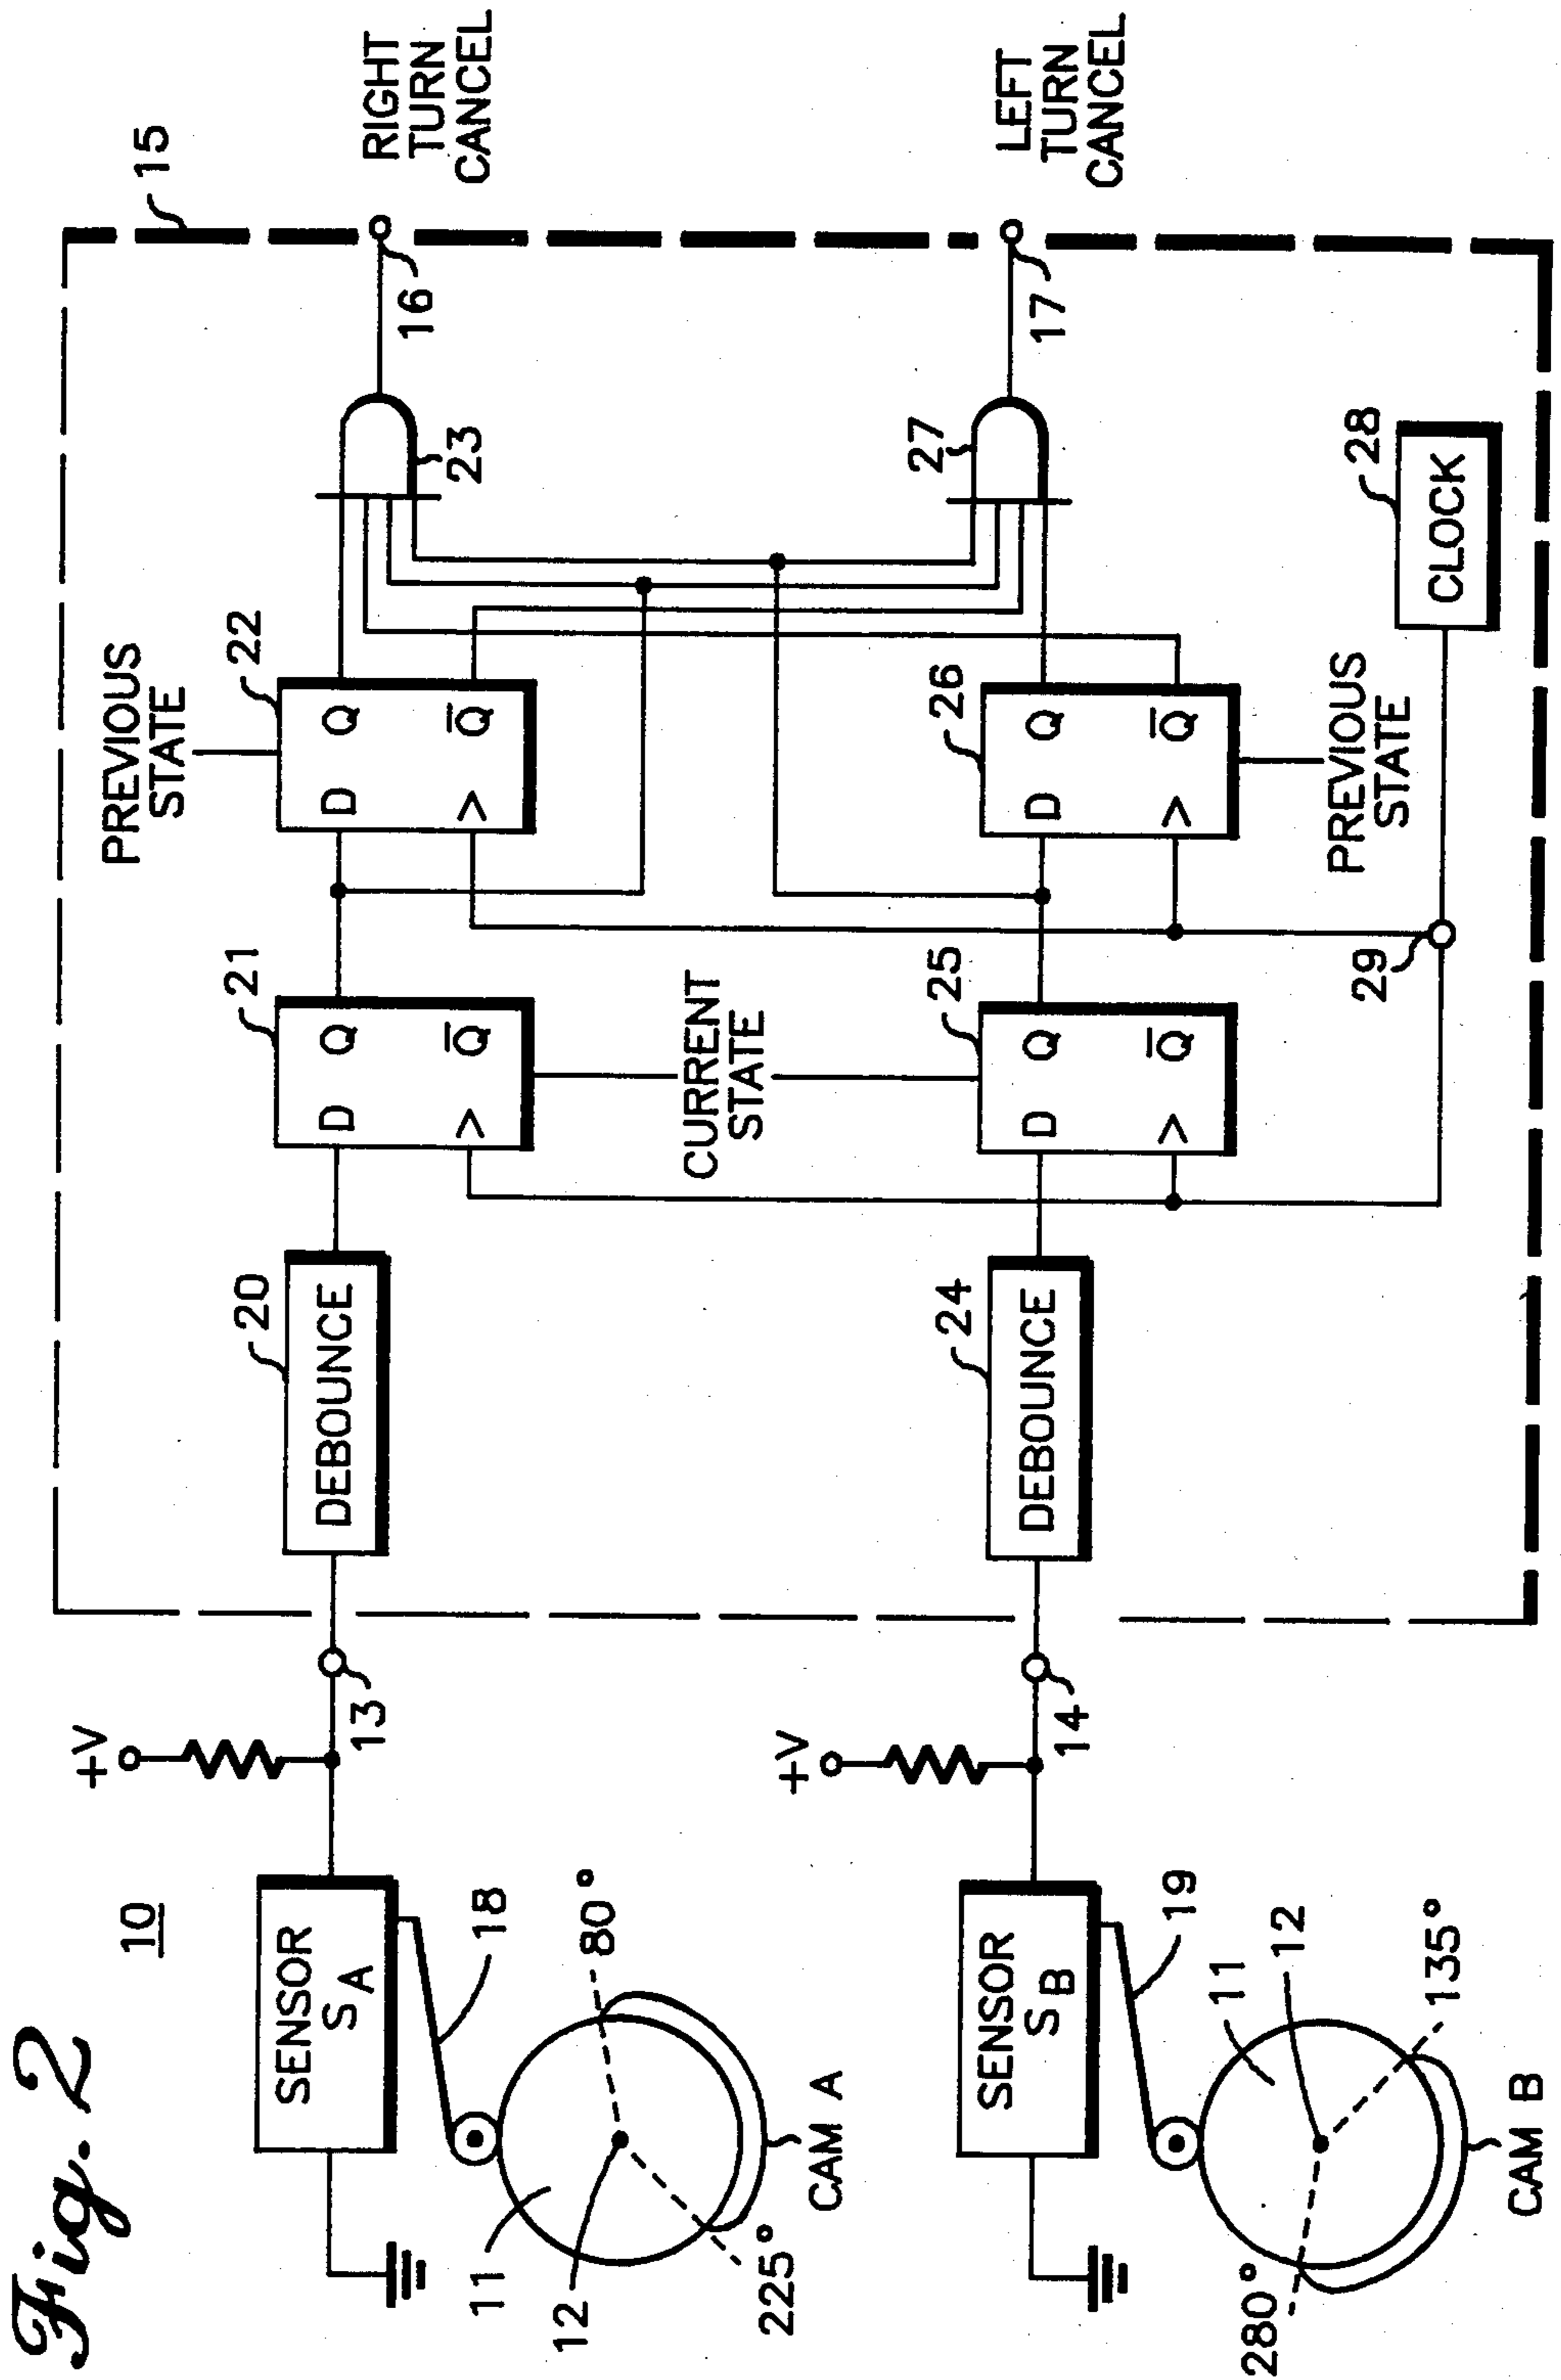 Fig. 2
10
SENSOR
S A
+V
13
18
80°
225°
11
12
CAM A
SENSOR
S B
+V
14
19
11
12
135°
280°
CAM B
15
20
DEBOUNCE
21
D Q
> Q̅
CURRENT
STATE
PREVIOUS
STATE
22
D Q
> Q̅
23
16
RIGHT
TURN
CANCEL
24
DEBOUNCE
25
D Q
> Q̅
26
D Q
> Q̅
PREVIOUS
STATE
27
17
LEFT
TURN
CANCEL
28
CLOCK
29